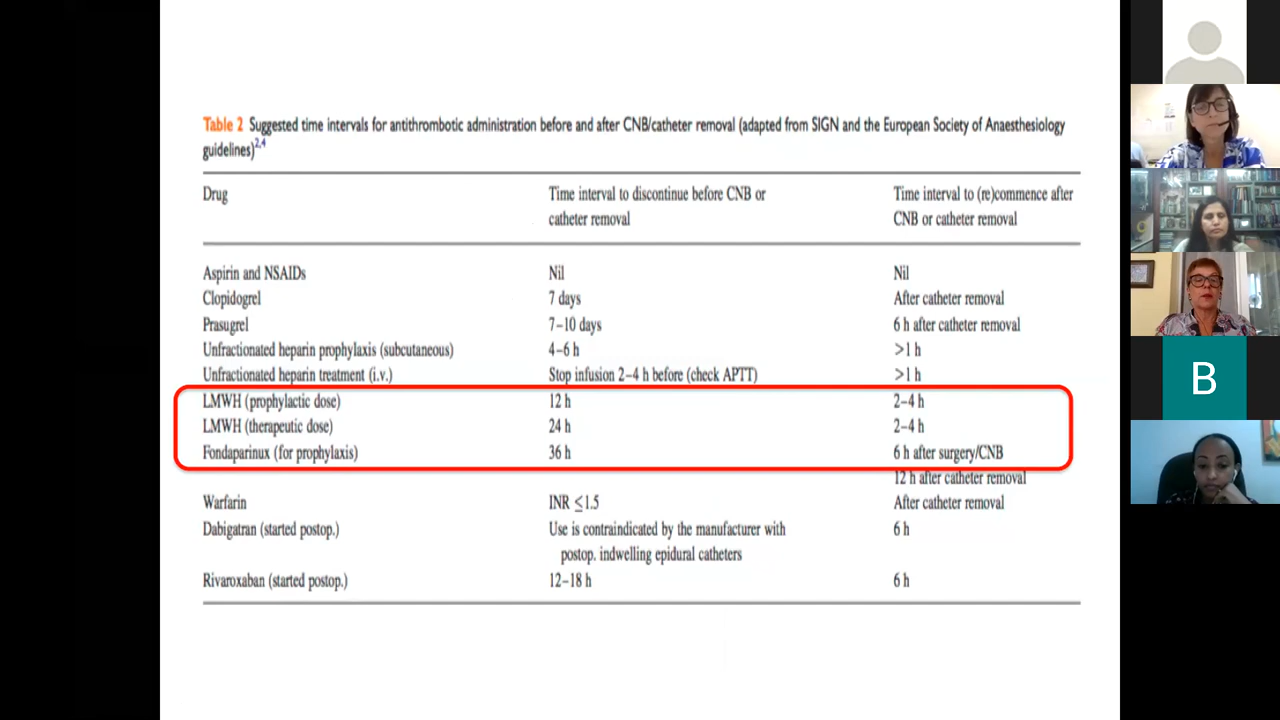 Table 2 Suggested time intervals for antithrombotic administration before and after CNB/catheter removal (adapted from SIGN and the European Society of Anaesthesiology
guidelines)2,4
Drug Time interval to discontinue before CNB or Time interval to (re)commence after
catheter removal CNB or catheter removal
Aspirin and NSAIDs Nil Nil
Clopidogrel 7 days After catheter removal
Prasugrel 7–10 days 6 h after catheter removal
Unfractionated heparin prophylaxis (subcutaneous) 4–6 h >1 h
Unfractionated heparin treatment (i.v.) Stop infusion 2–4 h before (check APTT) >1 h
LMWH (prophylactic dose) 12 h 2–4 h
LMWH (therapeutic dose) 24 h 2–4 h
Fondaparinux (for prophylaxis) 36 h 6 h after surgery/CNB
12 h after catheter removal
Warfarin INR ≤1.5 After catheter removal
Dabigatran (started postop.) Use is contraindicated by the manufacturer with 6 h
postop. indwelling epidural catheters
Rivaroxaban (started postop.) 12–18 h 6 h
B